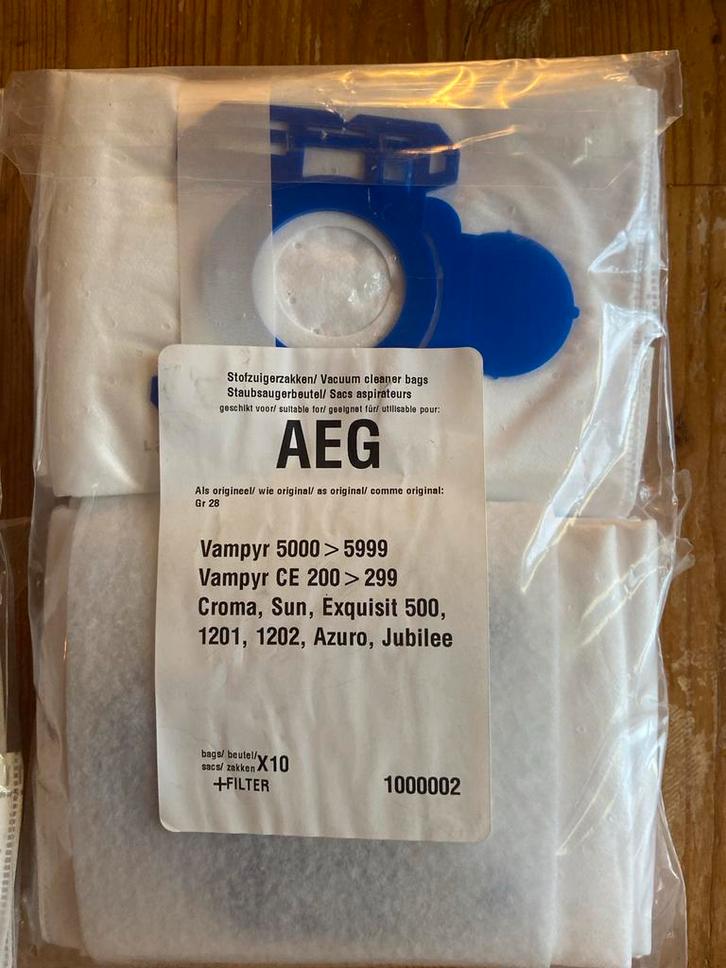 Stofzuigerzakken/ Vacuum cleaner bags
Staubsaugerbeutel/ Sacs aspirateurs
geschikt voor/ suitable for/ geeignet für/ utilisable pour:
AEG
Als origineel/ wie original/ as original/ comme original:
Gr 28
Vampyr 5000 > 5999
Vampyr CE 200 > 299
Croma, Sun, Exquisit 500,
1201, 1202, Azuro, Jubilee
bags/ beutel/
sacs/ zakken X10
+FILTER
1000002